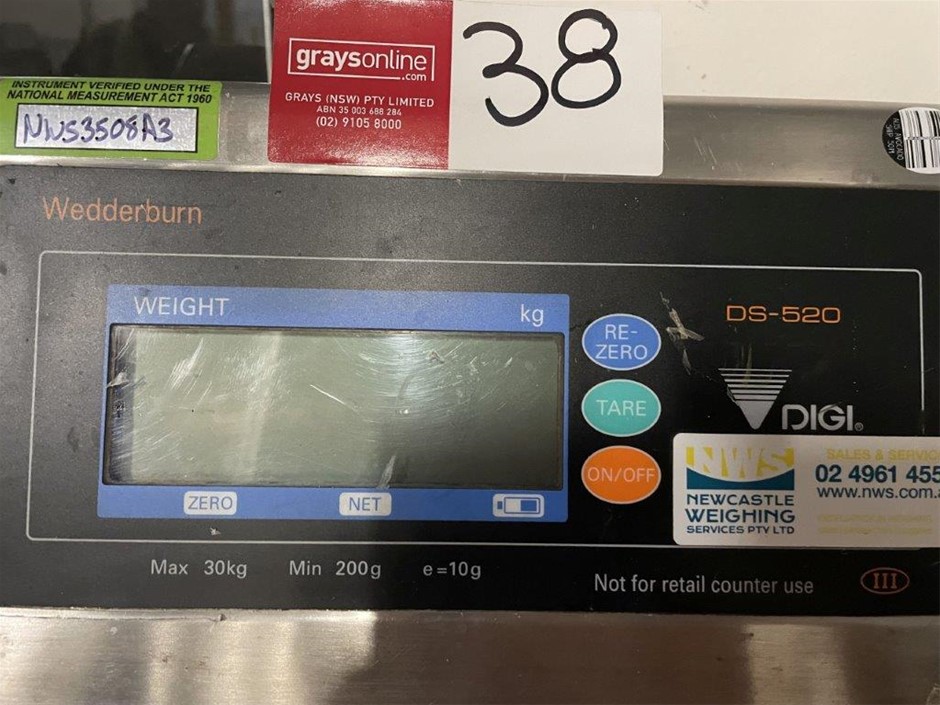 INSTRUMENT VERIFIED UNDER THE
NATIONAL MEASUREMENT ACT 1960
NWS3508A3
graysonline
.com
GRAYS (NSW) PTY LIMITED
ABN 35 003 688 284
(02) 9105 8000
38
Wedderburn
WEIGHT
kg
RE-
ZERO
TARE
ON/OFF
DS-520
DIGI®
ZERO
NET
NWS
NEWCASTLE
WEIGHING
SERVICES PTY LTD
SALES & SERVIC
02 4961 455
www.nws.com.a
Max 30kg
Min 200g
e=10g
Not for retail counter use
III